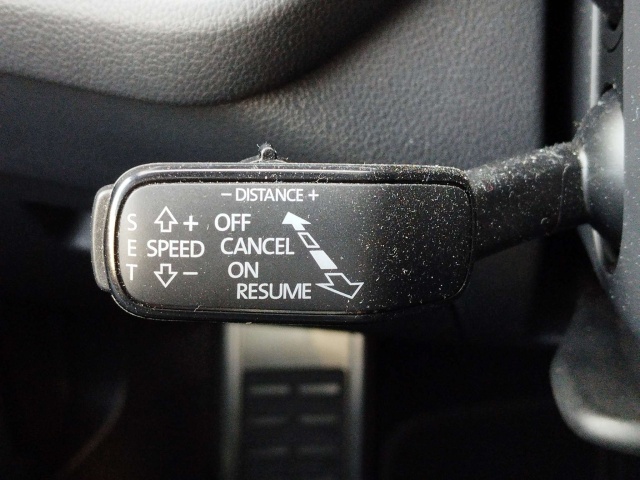 - DISTANCE +
S + OFF
E SPEED CANCEL
T - ON
RESUME